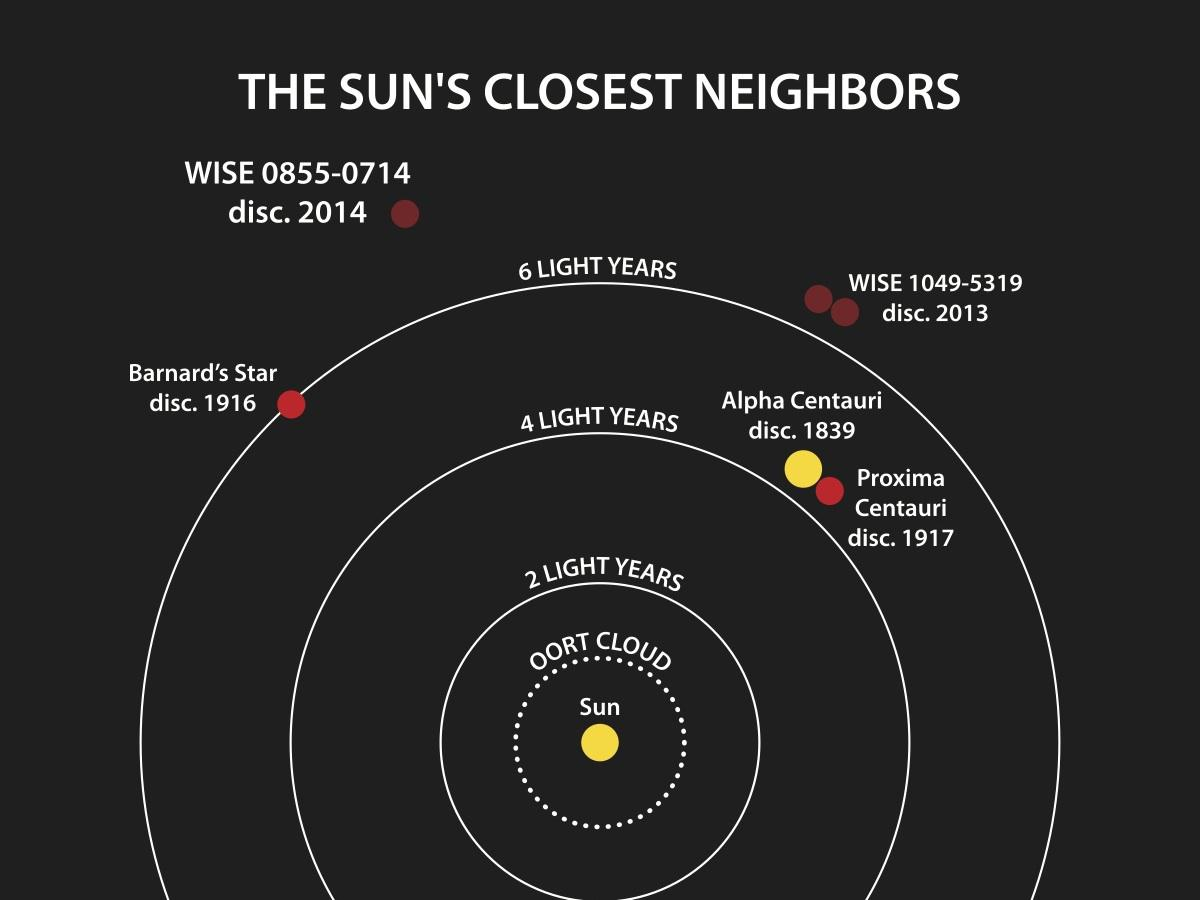 THE SUN'S CLOSEST NEIGHBORS
WISE 0855-0714
disc. 2014
6 LIGHT YEARS
WISE 1049-5319
disc. 2013
Barnard’s Star
disc. 1916
4 LIGHT YEARS
Alpha Centauri
disc. 1839
Proxima
Centauri
disc. 1917
2 LIGHT YEARS
OORT CLOUD
Sun